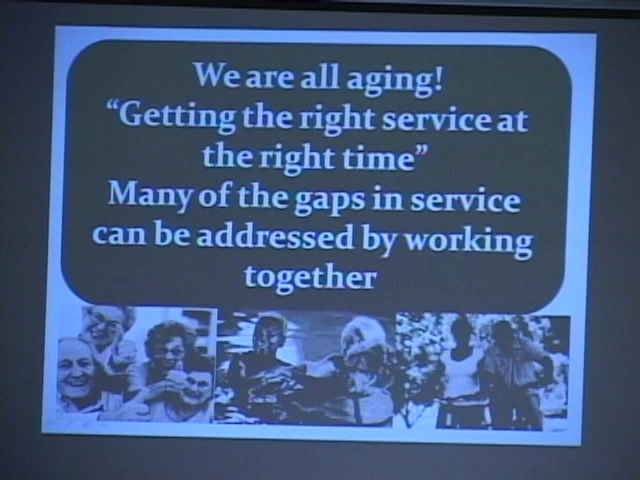 We are all aging!
“Getting the right service at
the right time”
Many of the gaps in service
can be addressed by working
together